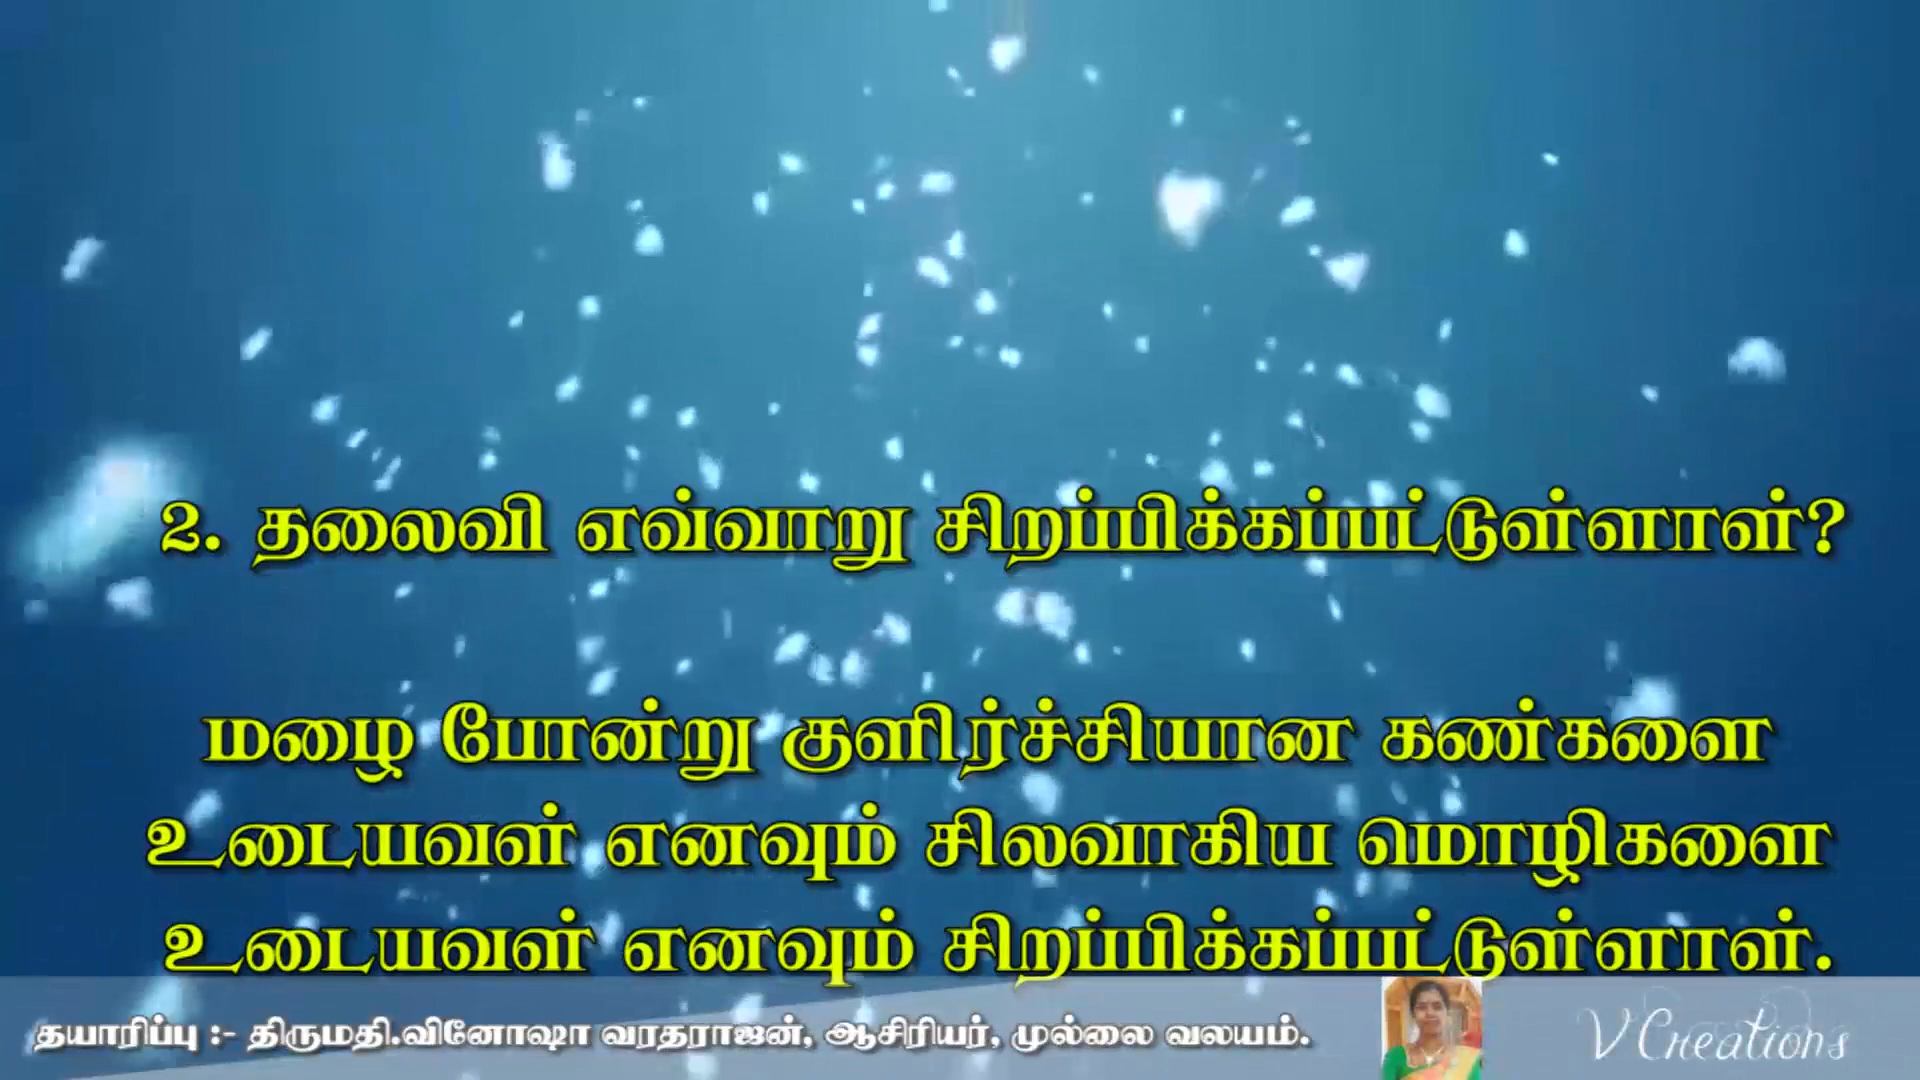 2. தலைவி எவ்வாறு சிறப்பிக்கப்பட்டுள்ளாள்?
மழை போன்று குளிர்ச்சியான கண்களை
உடையவள் எனவும் சிலவாகிய மொழிகளை
உடையவள் எனவும் சிறப்பிக்கப்பட்டுள்ளாள்.
தயாரிப்பு :- திருமதி.வினோஷா வரதராஜன், ஆசிரியர், முல்லை வலயம்.
V Creations